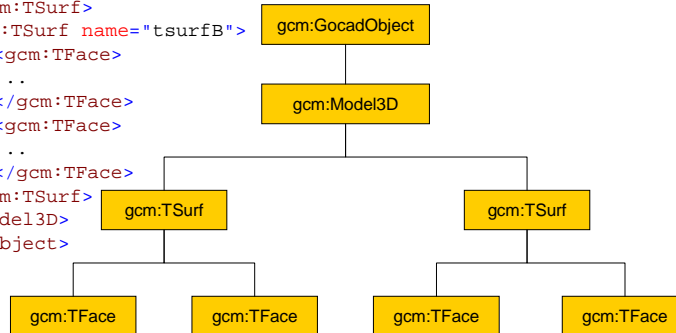 m:TSurf>
:TSurf name="tsurfB">
<gcm:TFace>
..
</gcm:TFace>
<gcm:TFace>
..
</gcm:TFace>
m:TSurf>
del3D>
bject>
gcm:GocadObject
gcm:Model3D
gcm:TSurf
gcm:TSurf
gcm:TFace
gcm:TFace
gcm:TFace
gcm:TFace